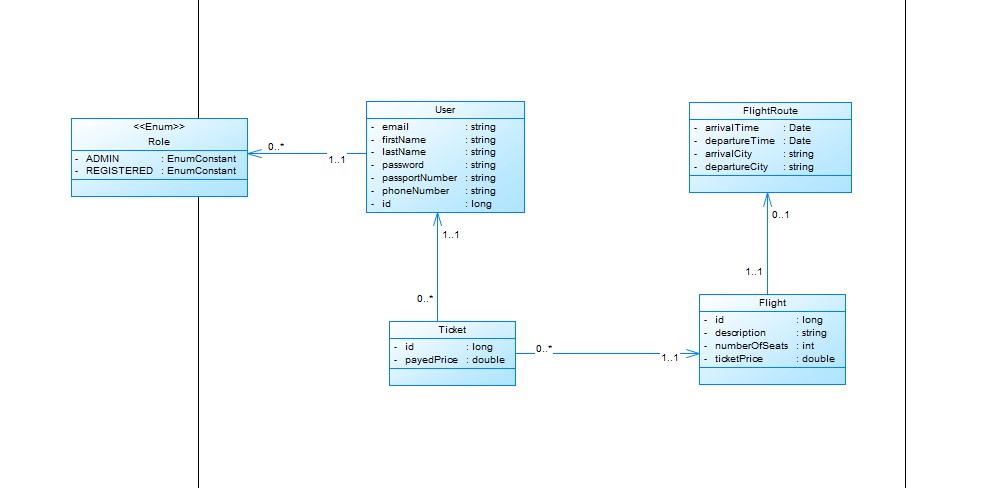 <<Enum>>
Role
- ADMIN : EnumConstant
- REGISTERED : EnumConstant
0..*
1..1
User
- email : string
- firstName : string
- lastName : string
- password : string
- passportNumber : string
- phoneNumber : string
- id : long
1..1
0..*
Ticket
- id : long
- payedPrice : double
0..*
1..1
FlightRoute
- arrivalTime : Date
- departureTime : Date
- arrivalCity : string
- departureCity : string
0..1
1..1
Flight
- id : long
- description : string
- numberOfSeats : int
- ticketPrice : double